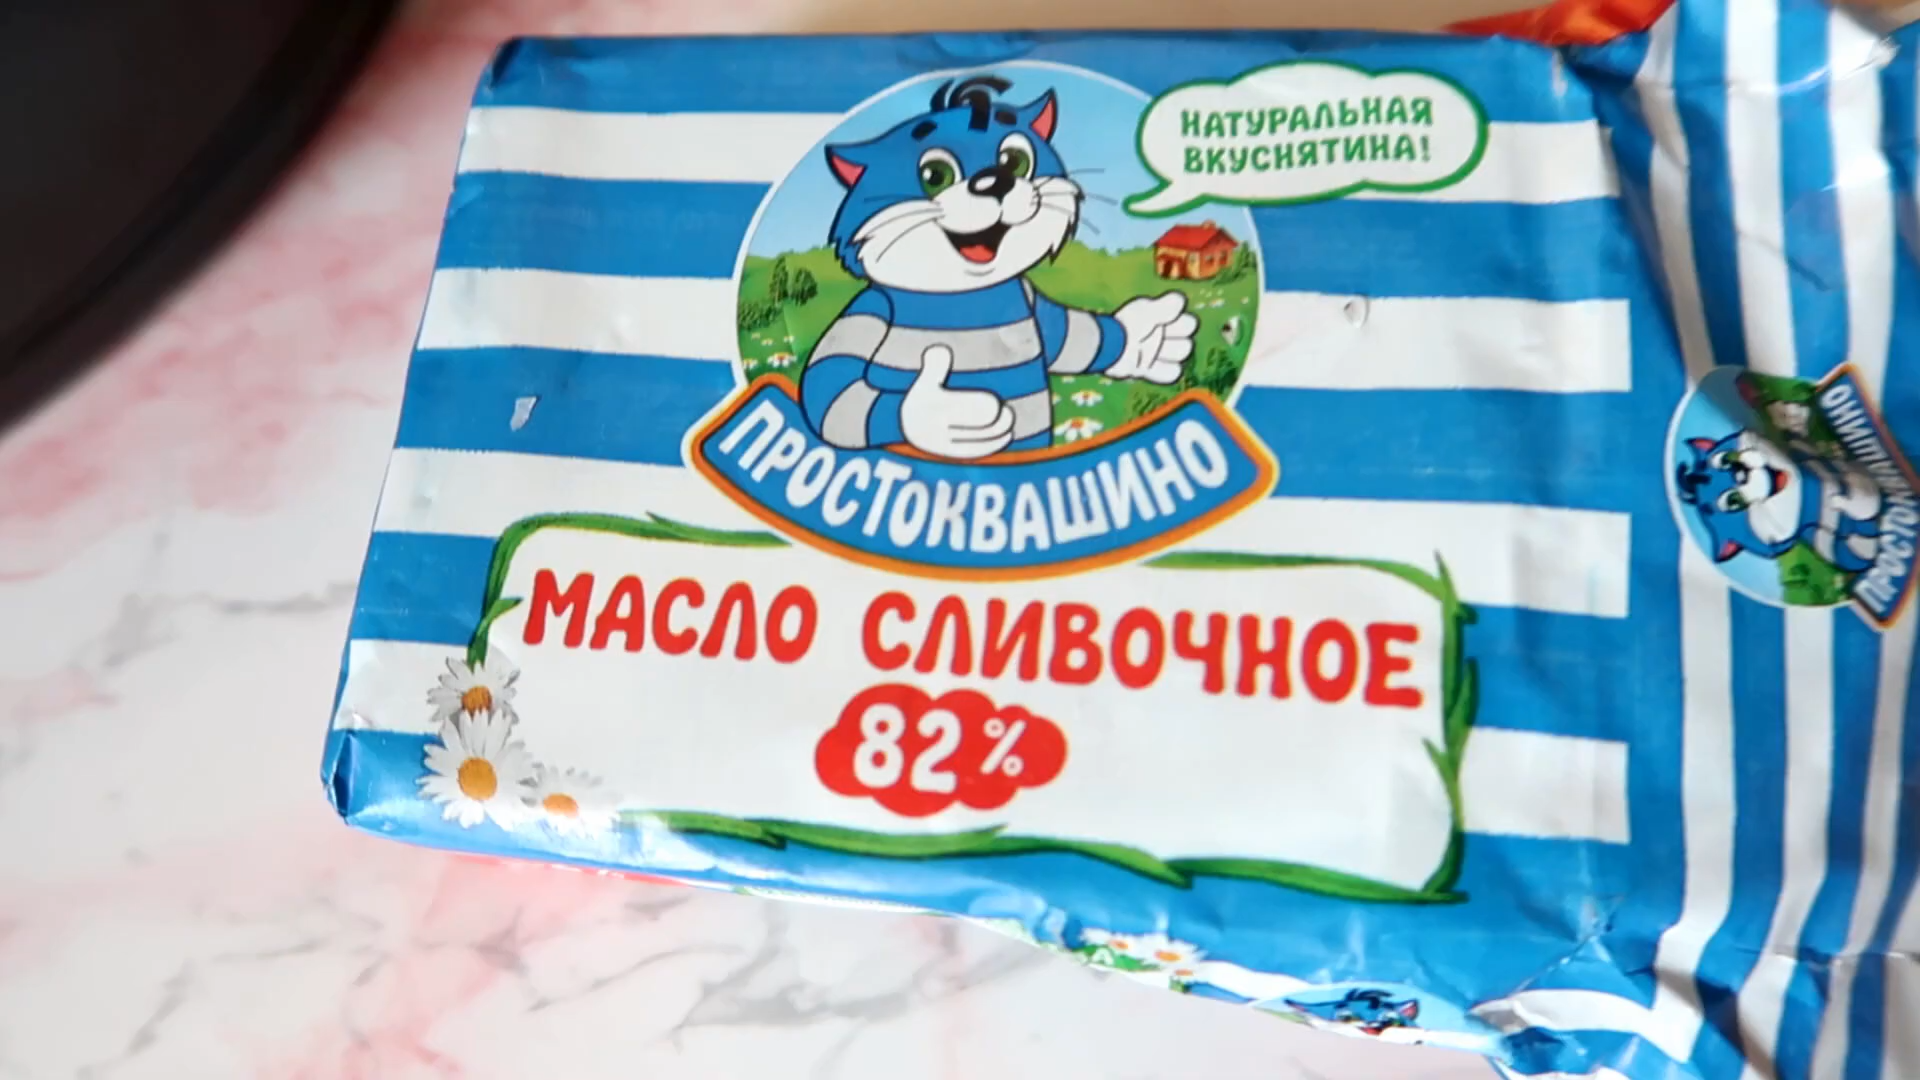 НАТУРАЛЬНАЯ
ВКУСНЯТИНА!
ПРОСТОКВАШИНО
МАСЛО СЛИВОЧНОЕ
82%
ПРОСТОКВАШИНО